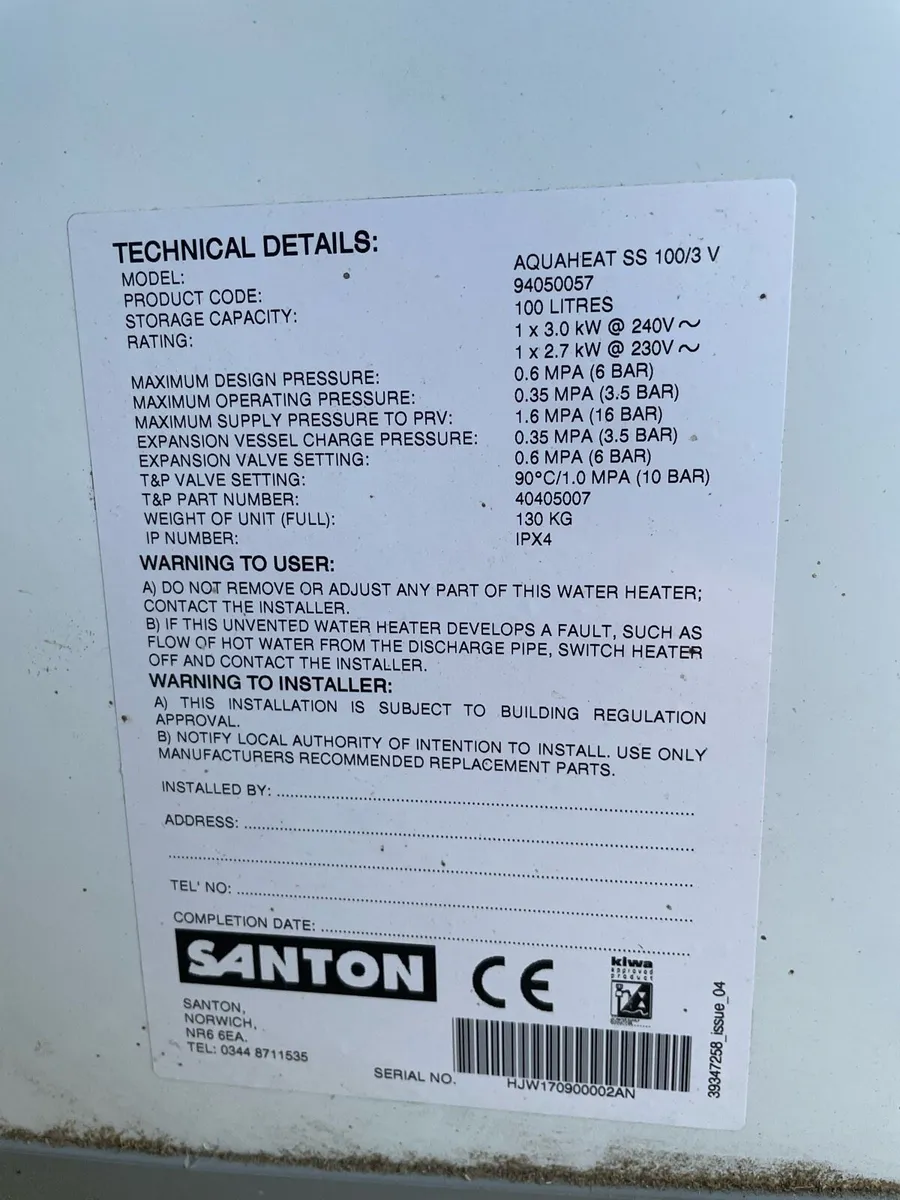 TECHNICAL DETAILS:
MODEL: AQUAHEAT SS 100/3 V
PRODUCT CODE: 94050057
STORAGE CAPACITY: 100 LITRES
RATING: 1 x 3.0 kW @ 240V ~
1 x 2.7 kW @ 230V ~
MAXIMUM DESIGN PRESSURE: 0.6 MPA (6 BAR)
MAXIMUM OPERATING PRESSURE: 0.35 MPA (3.5 BAR)
MAXIMUM SUPPLY PRESSURE TO PRV: 1.6 MPA (16 BAR)
EXPANSION VESSEL CHARGE PRESSURE: 0.35 MPA (3.5 BAR)
EXPANSION VALVE SETTING: 0.6 MPA (6 BAR)
T&P VALVE SETTING: 90°C/1.0 MPA (10 BAR)
T&P PART NUMBER: 40405007
WEIGHT OF UNIT (FULL): 130 KG
IP NUMBER: IPX4
WARNING TO USER:
A) DO NOT REMOVE OR ADJUST ANY PART OF THIS WATER HEATER;
CONTACT THE INSTALLER.
B) IF THIS UNVENTED WATER HEATER DEVELOPS A FAULT, SUCH AS
FLOW OF HOT WATER FROM THE DISCHARGE PIPE, SWITCH HEATER
OFF AND CONTACT THE INSTALLER.
WARNING TO INSTALLER:
A) THIS INSTALLATION IS SUBJECT TO BUILDING REGULATION
APPROVAL.
B) NOTIFY LOCAL AUTHORITY OF INTENTION TO INSTALL. USE ONLY
MANUFACTURERS RECOMMENDED REPLACEMENT PARTS.
INSTALLED BY:
ADDRESS:
TEL' NO:
COMPLETION DATE:
SANTON
CE
kiwa
approved
product
SANTON,
NORWICH,
NR6 6EA.
TEL: 0344 8711535
SERIAL NO. HJW170900002AN
39347258_issue_04